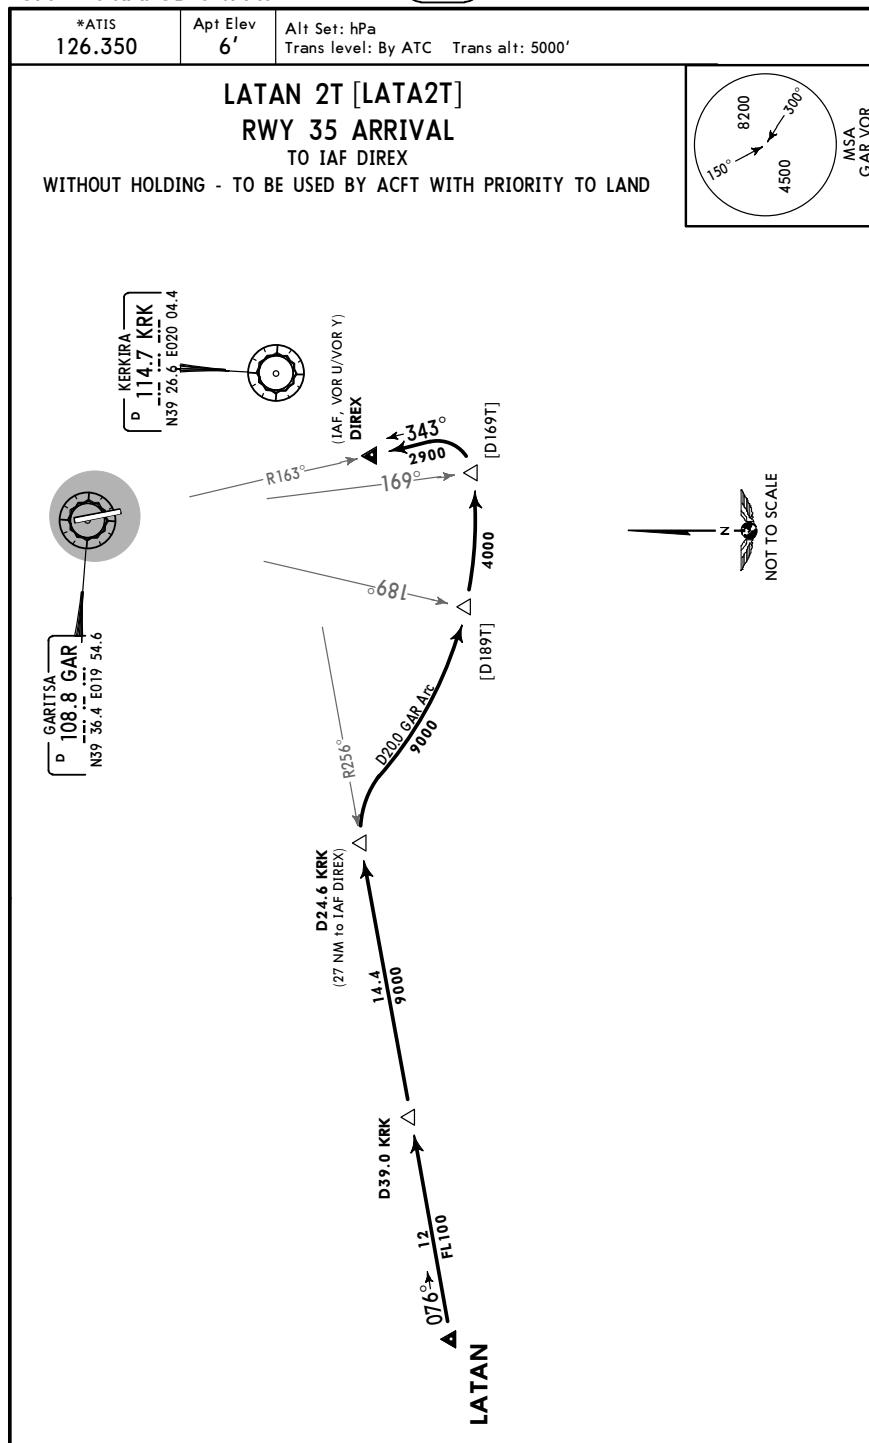 *ATIS
126.350
Apt Elev
6'
Alt Set: hPa
Trans level: By ATC Trans alt: 5000'
LATAN 2T [LATA2T]
RWY 35 ARRIVAL
TO IAF DIREX
WITHOUT HOLDING - TO BE USED BY ACFT WITH PRIORITY TO LAND
8200
300°
150°
4500
MSA
GAR VOR
KERKIRA
D 114.7 KRK
N39 26.6 E020 04.4
(IAF, VOR U/VOR Y)
DIREX
343°
2900
[D169T]
R163°
169°
4000
189°
[D189T]
GARITSA
D 108.8 GAR
N39 36.4 E019 54.6
N
NOT TO SCALE
R256°
D20.0 GAR Arc
9000
D24.6 KRK
(27 NM to IAF DIREX)
14.4
9000
D39.0 KRK
12
FL100
076°
LATAN